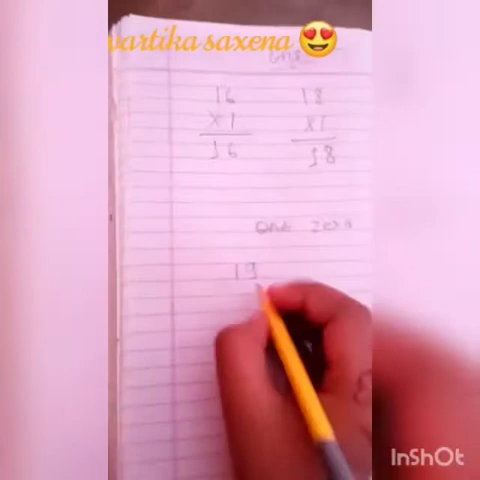 vartika saxena 😍
16 18
x1 x1
16 18
one zero
19
InShOt